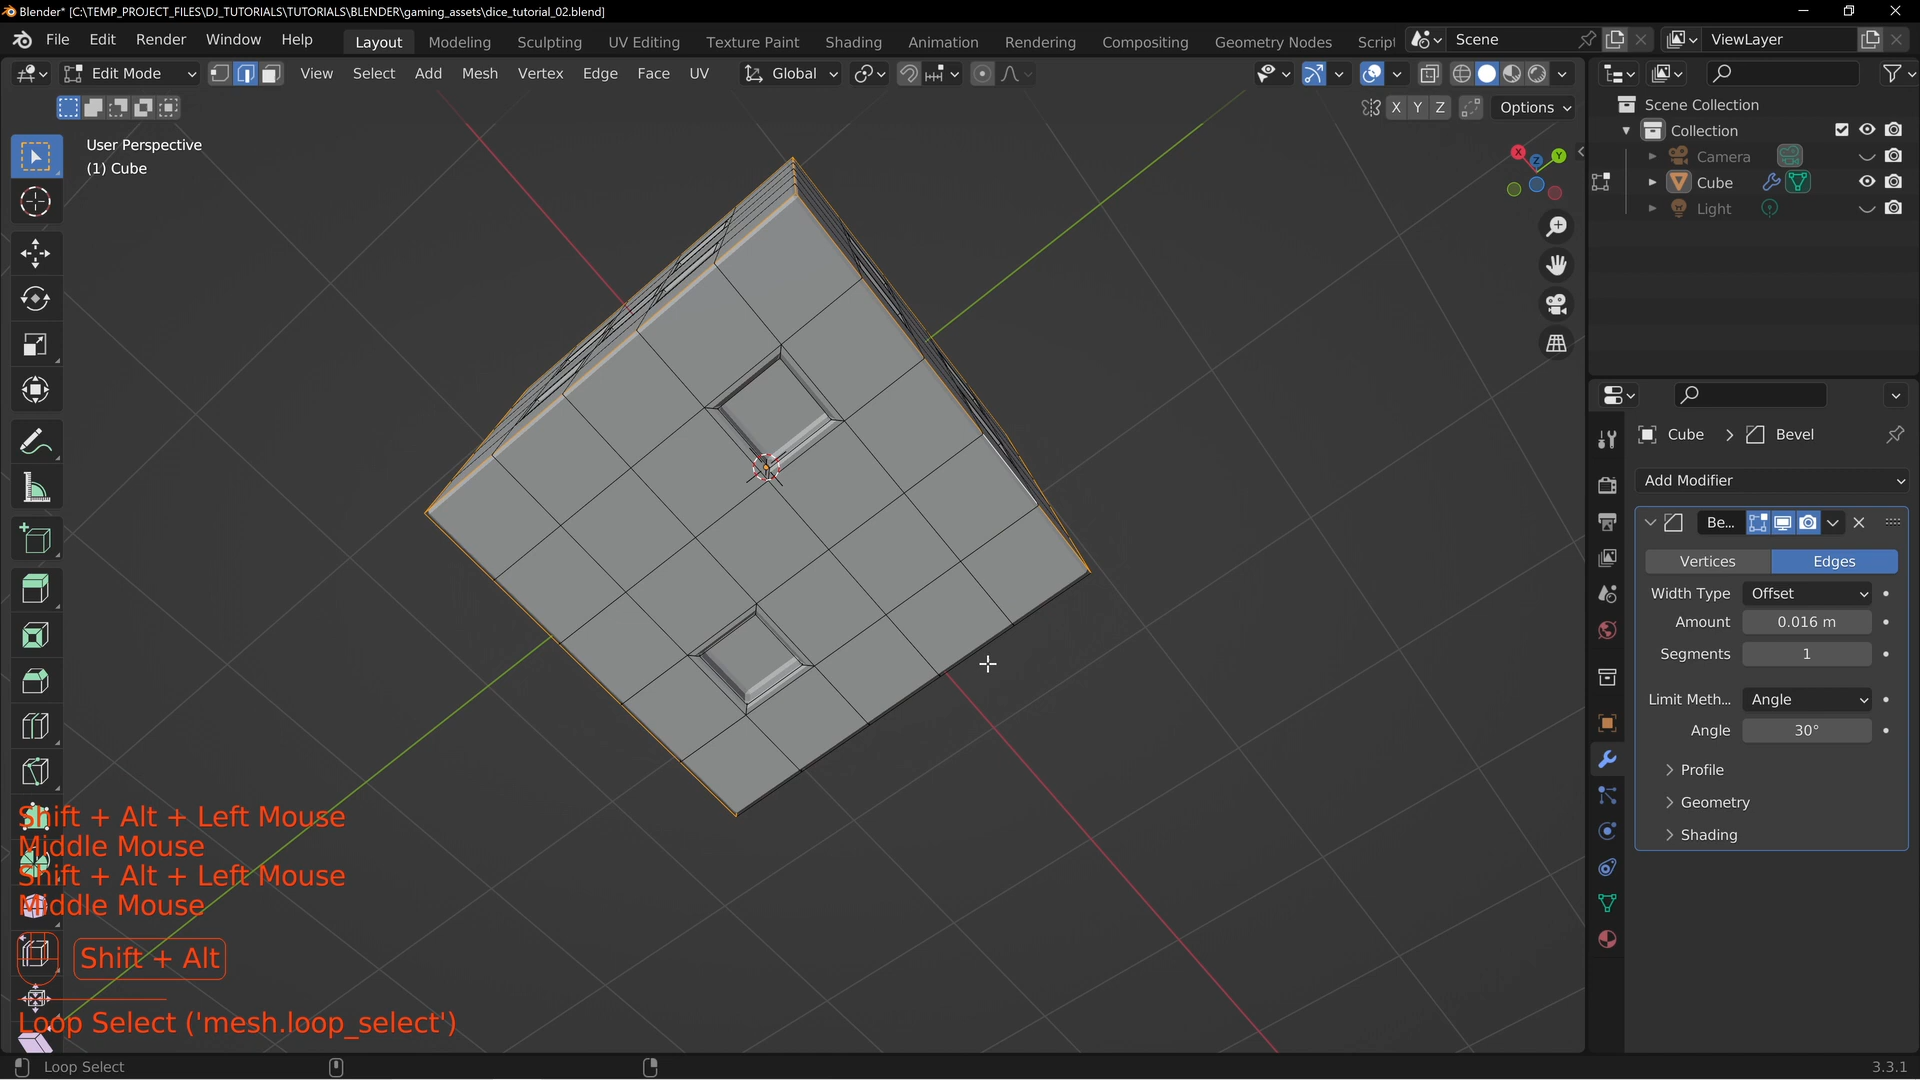 Blender* [C:\TEMP_PROJECT_FILES\DJ_TUTORIALS\TUTORIALS\BLENDER\gaming_assets\dice_tutorial_02.blend]
File Edit Render Window Help Layout Modeling Sculpting UV Editing Texture Paint Shading Animation Rendering Compositing Geometry Nodes Script Scene ViewLayer
Edit Mode View Select Add Mesh Vertex Edge Face UV Global
X Y Z Options
User Perspective
(1) Cube
X Y Z
Scene Collection
Collection
Camera
Cube
Light
Cube > Bevel
Add Modifier
Be...
Vertices Edges
Width Type Offset
Amount 0.016 m
Segments 1
Limit Meth... Angle
Angle 30°
Profile
Geometry
Shading
Shift + Alt + Left Mouse
Middle Mouse
Shift + Alt + Left Mouse
Middle Mouse
Shift + Alt
Loop Select ('mesh.loop_select')
Loop Select 3.3.1